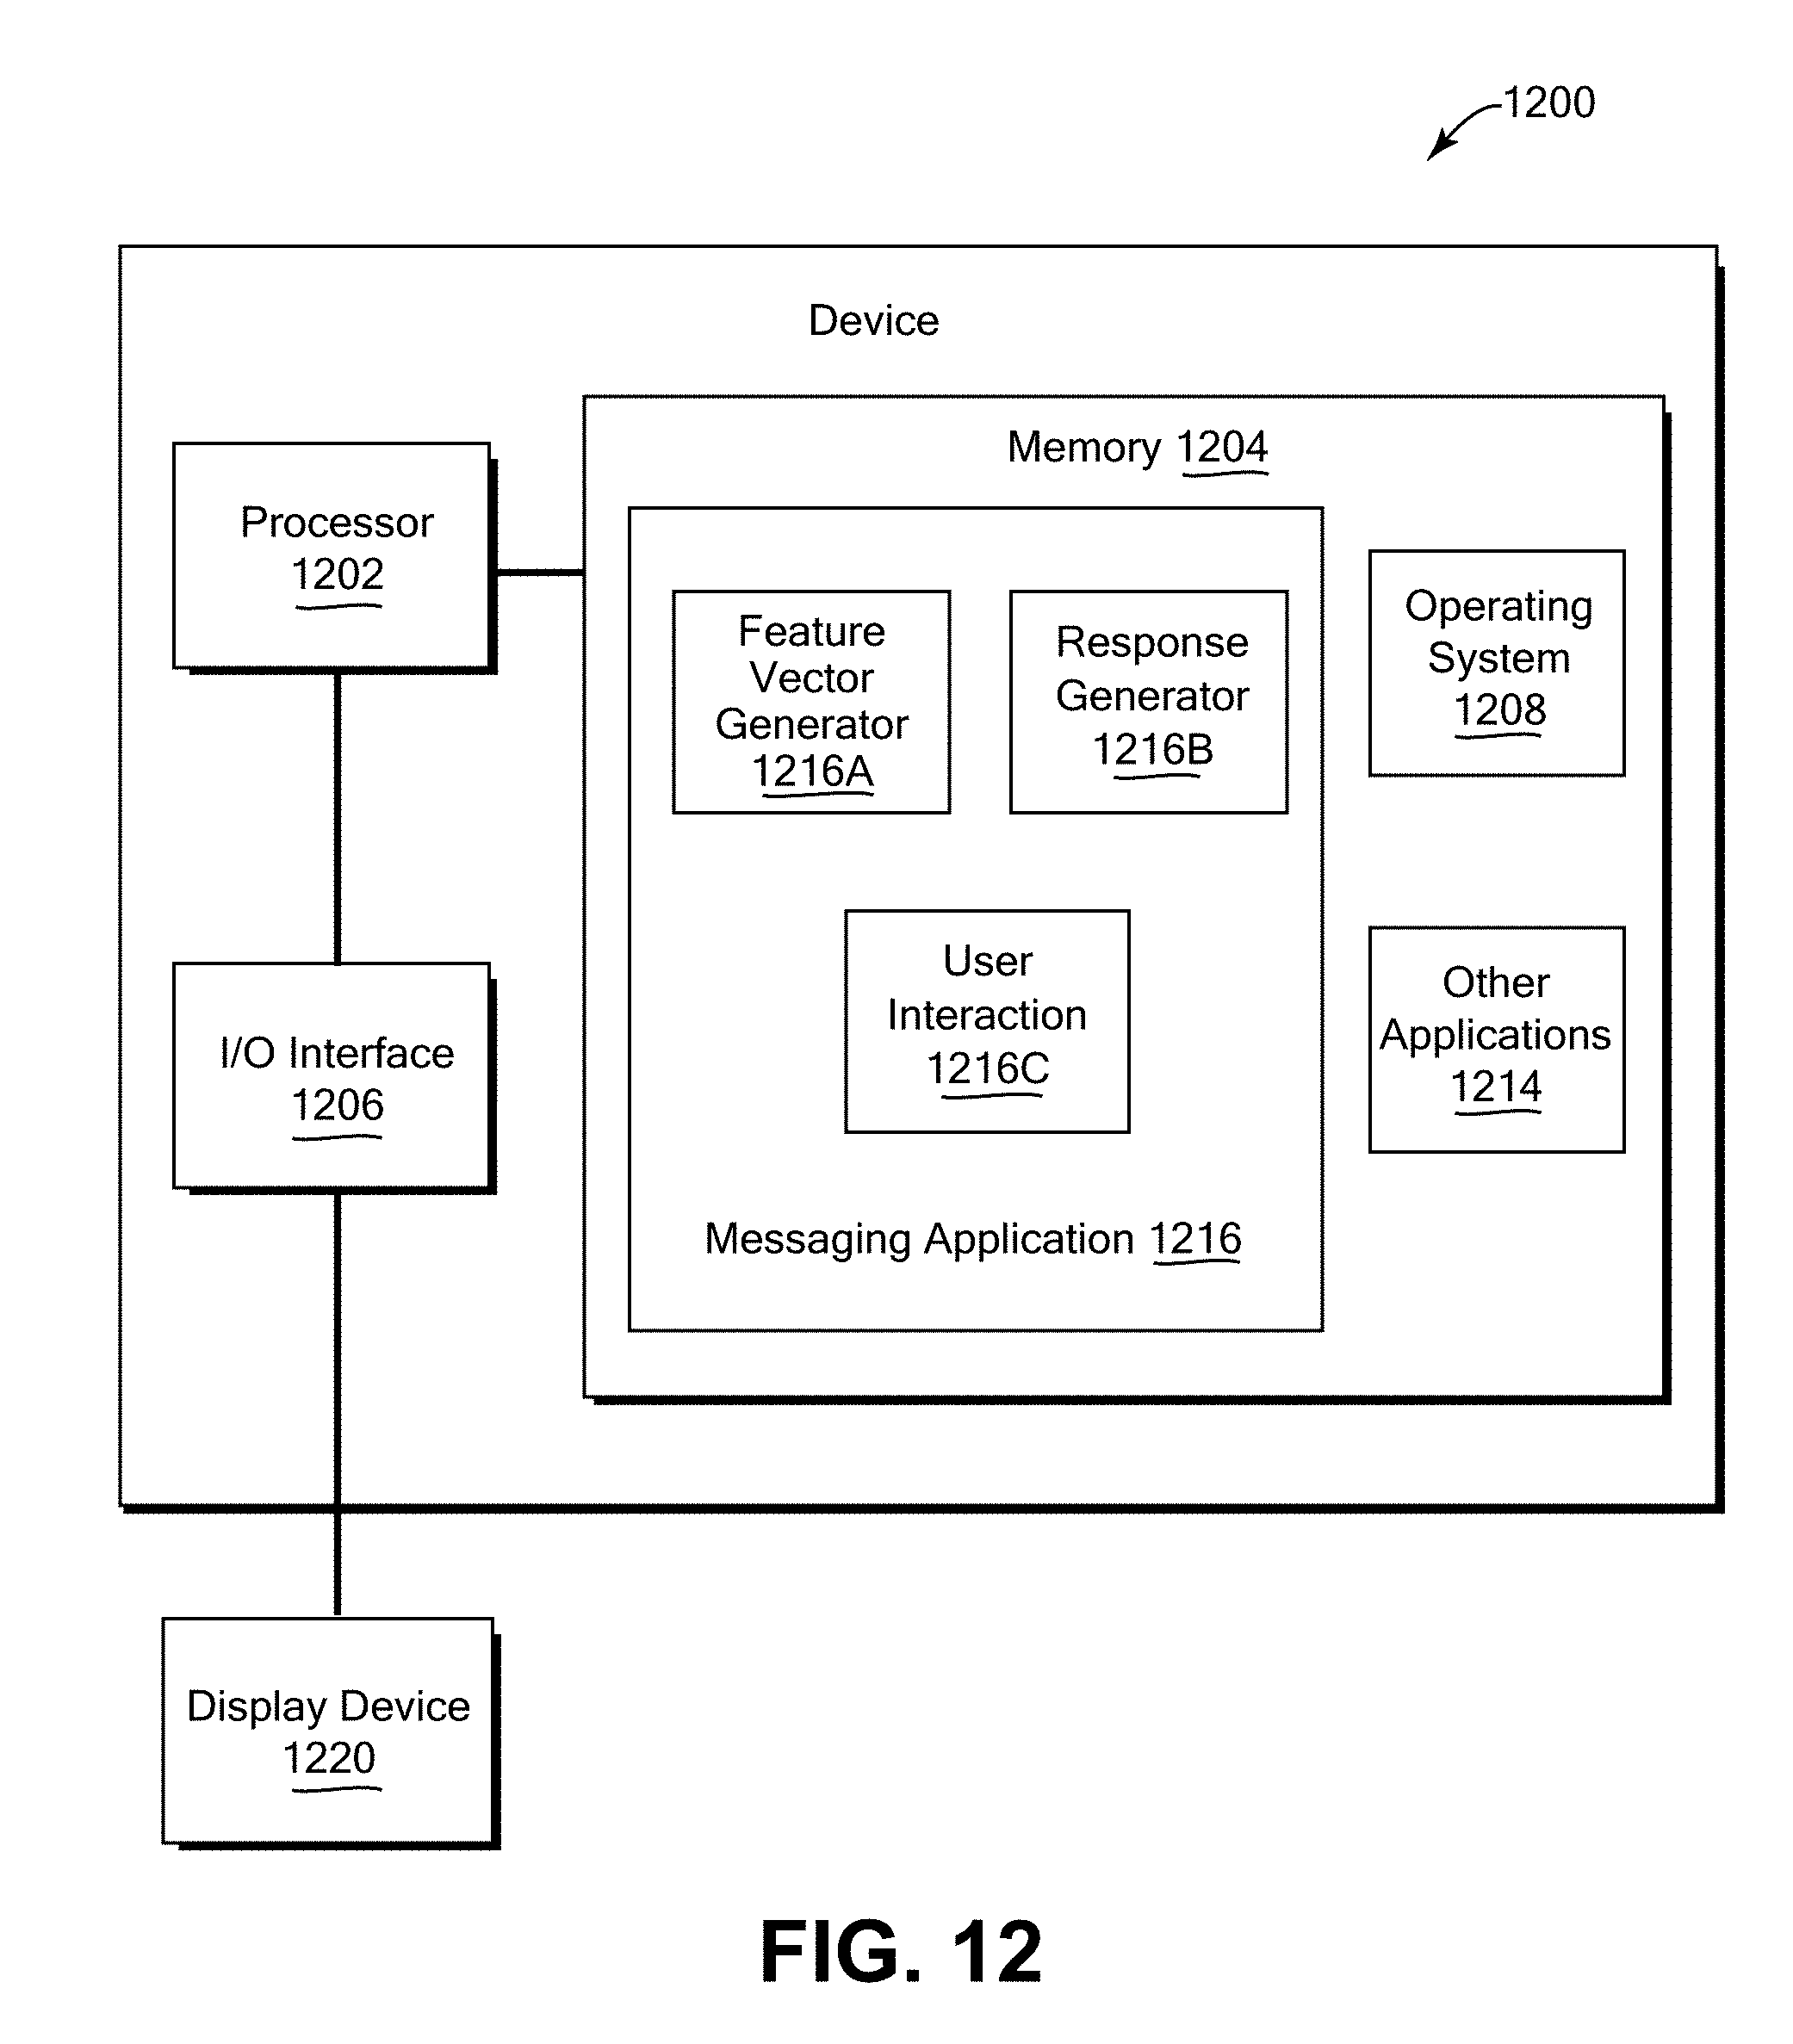 1200
Device
Memory 1204
Processor
1202
Feature
Vector
Generator
1216A
Response
Generator
1216B
Operating
System
1208
User
Interaction
1216C
Other
Applications
1214
I/O Interface
1206
Messaging Application 1216
Display Device
1220
FIG. 12